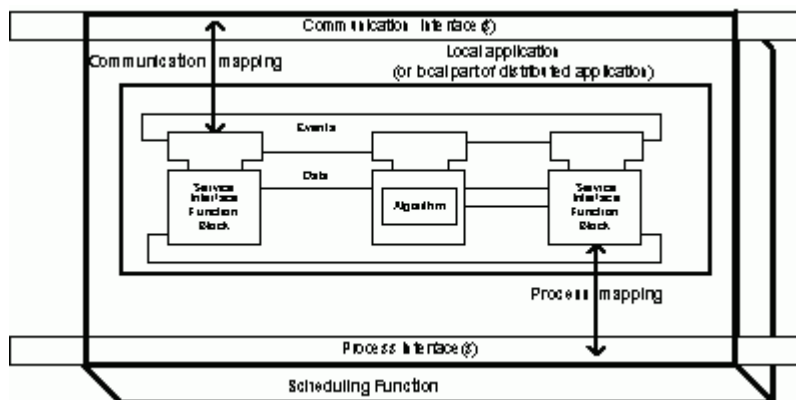 Communication Interface(s)
Communication mapping
Local application
(or local part of distributed application)
Events
Data
Service
Interface
Function
Block
Algorithm
Service
Interface
Function
Block
Process mapping
Process Interface(s)
Scheduling Function